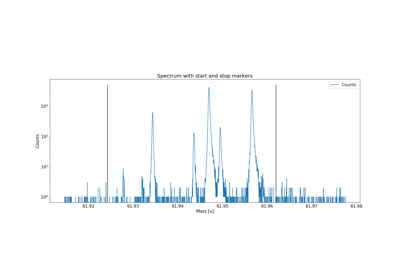 Spectrum with start and stop markers
Counts
10³
10²
10¹
10⁰
Counts
61.92
61.93
61.94
61.95
61.96
61.97
61.98
Mass [u]